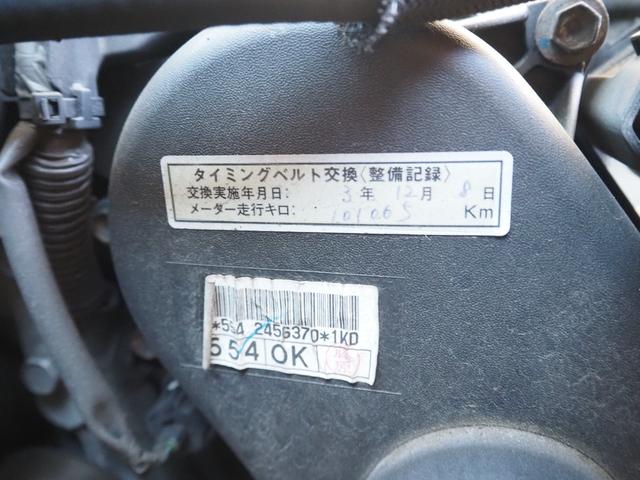 タイミングベルト交換〈整備記録〉
交換実施年月日: 3年 12月 8日
メーター走行キロ: 101065 Km
*554 2456370*1KD
554 OK